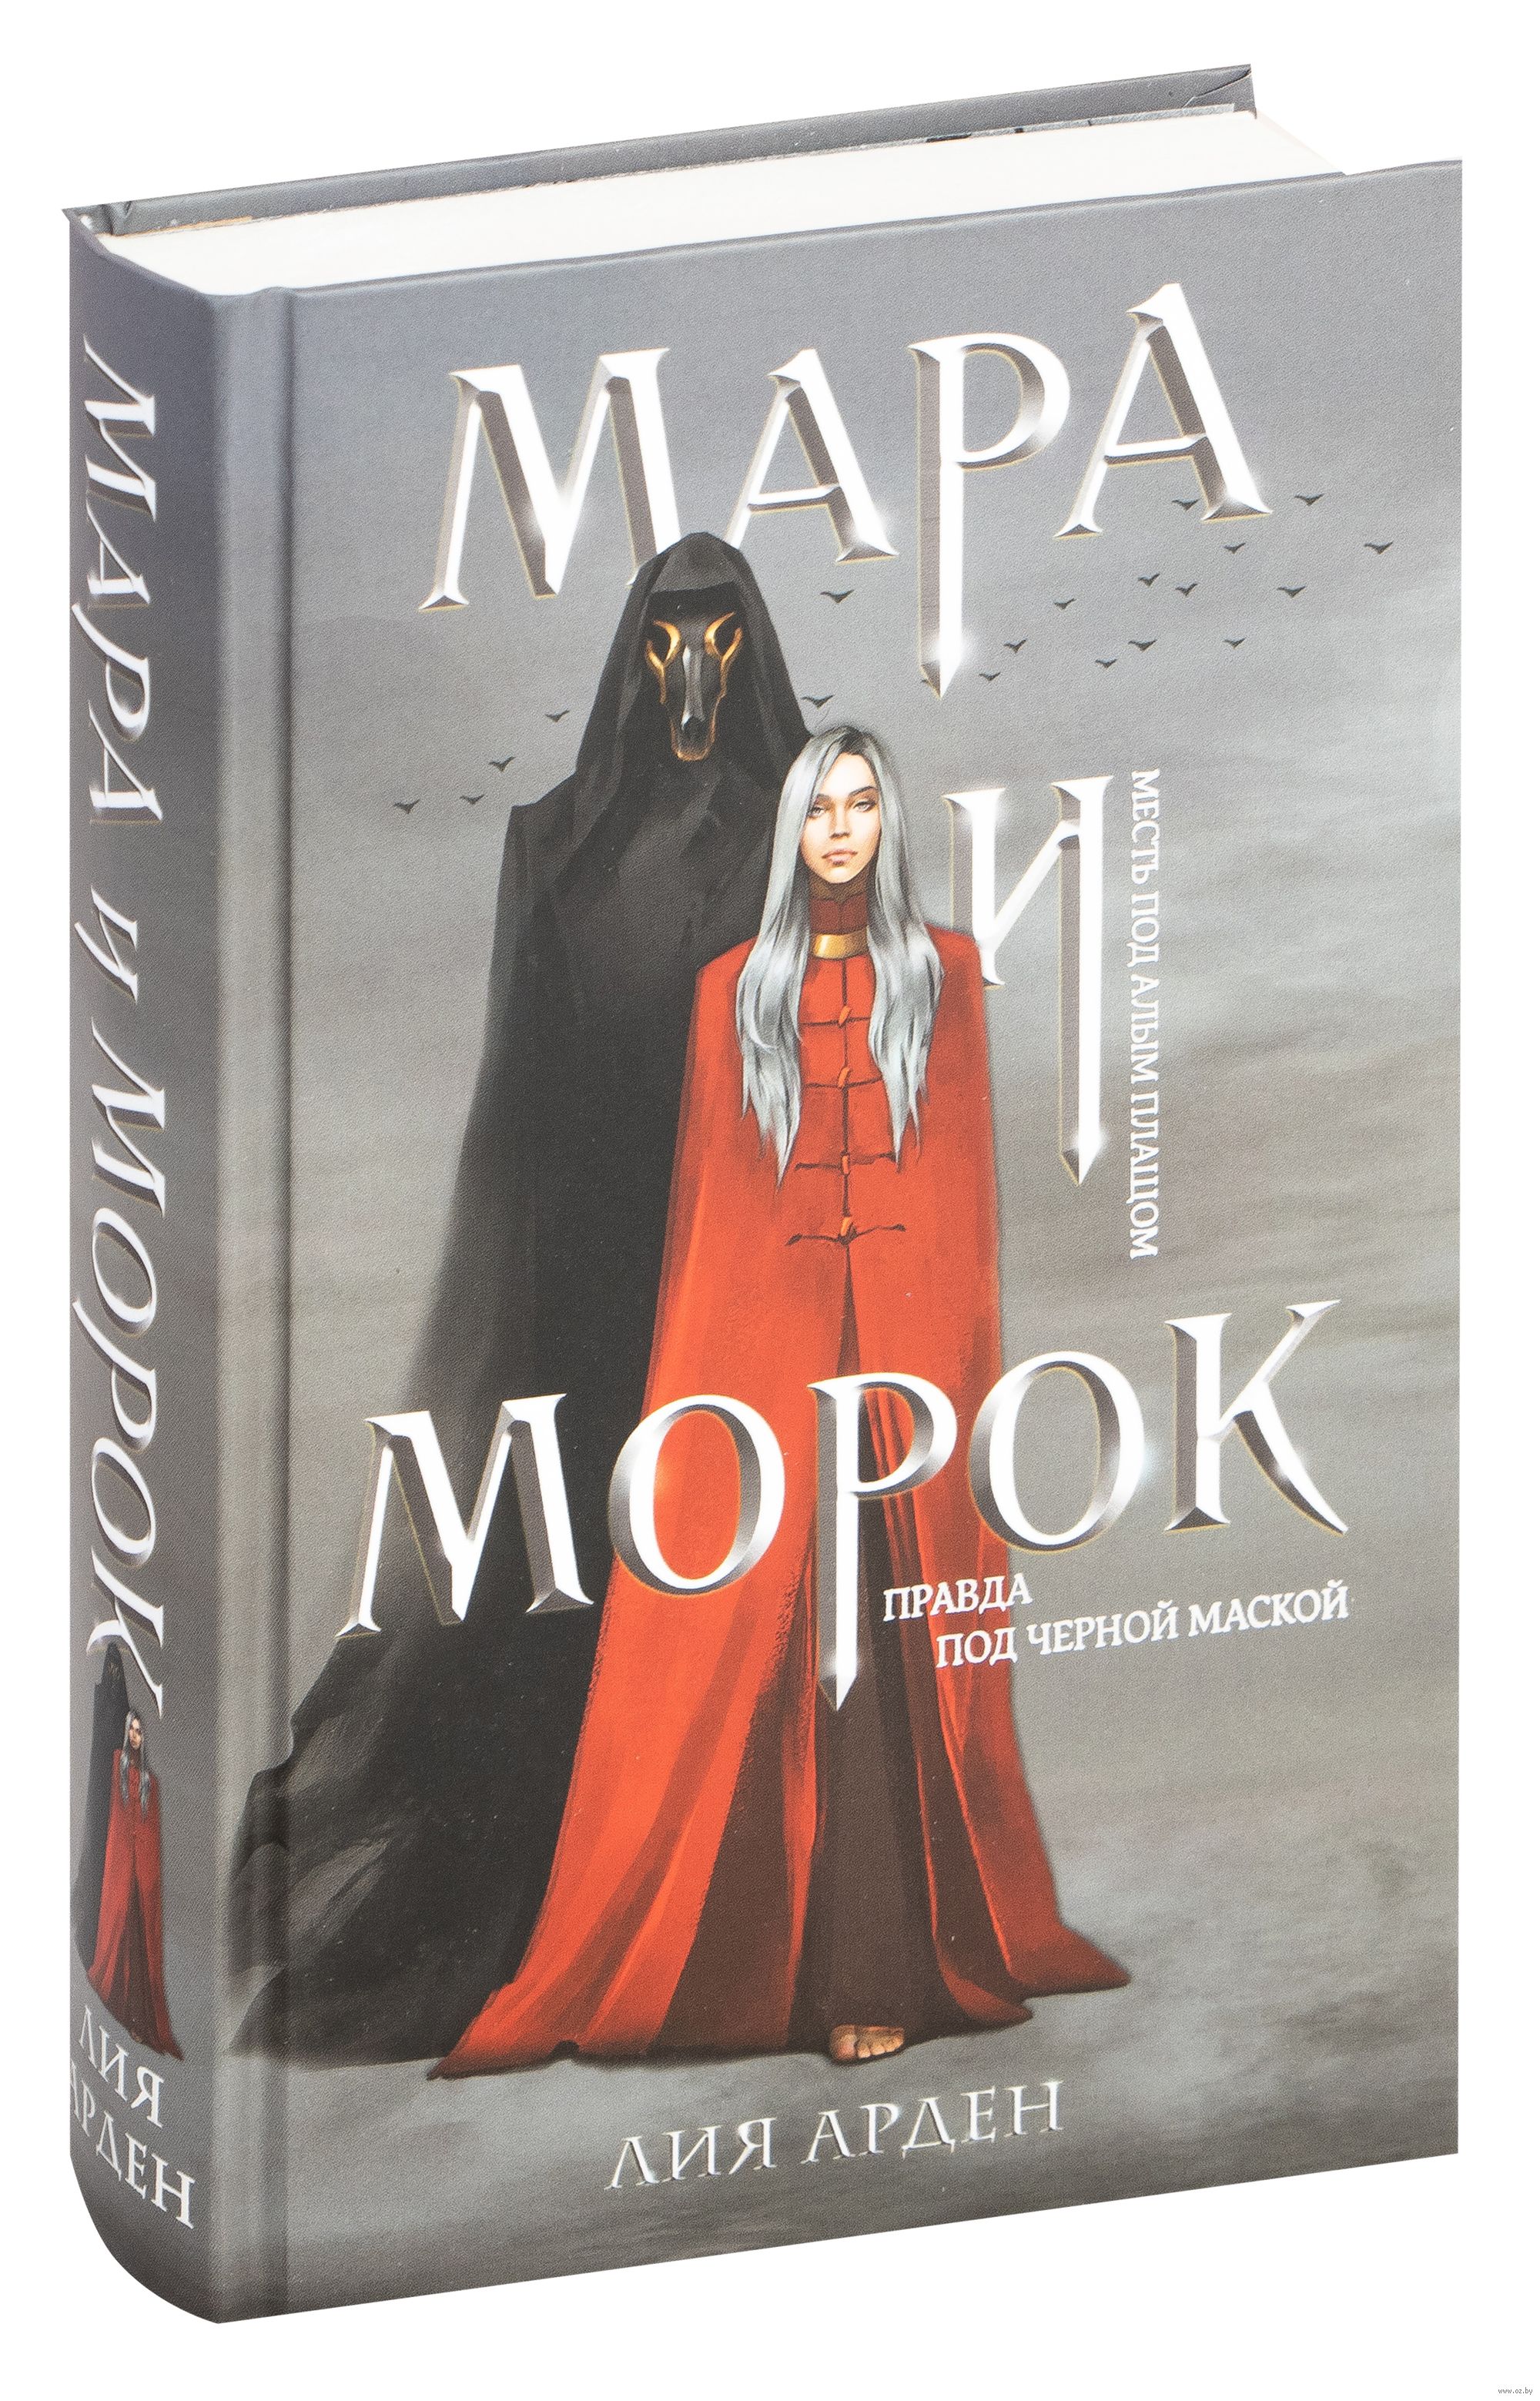 МАРА И МОРОК
ЛИЯ
АРДЕН
МАРА
И
МЕСТЬ ПОД АЛЫМ ПЛАЩОМ
МОРОК
ПРАВДА
ПОД ЧЕРНОЙ МАСКОЙ
ЛИЯ АРДЕН
www.oz.by